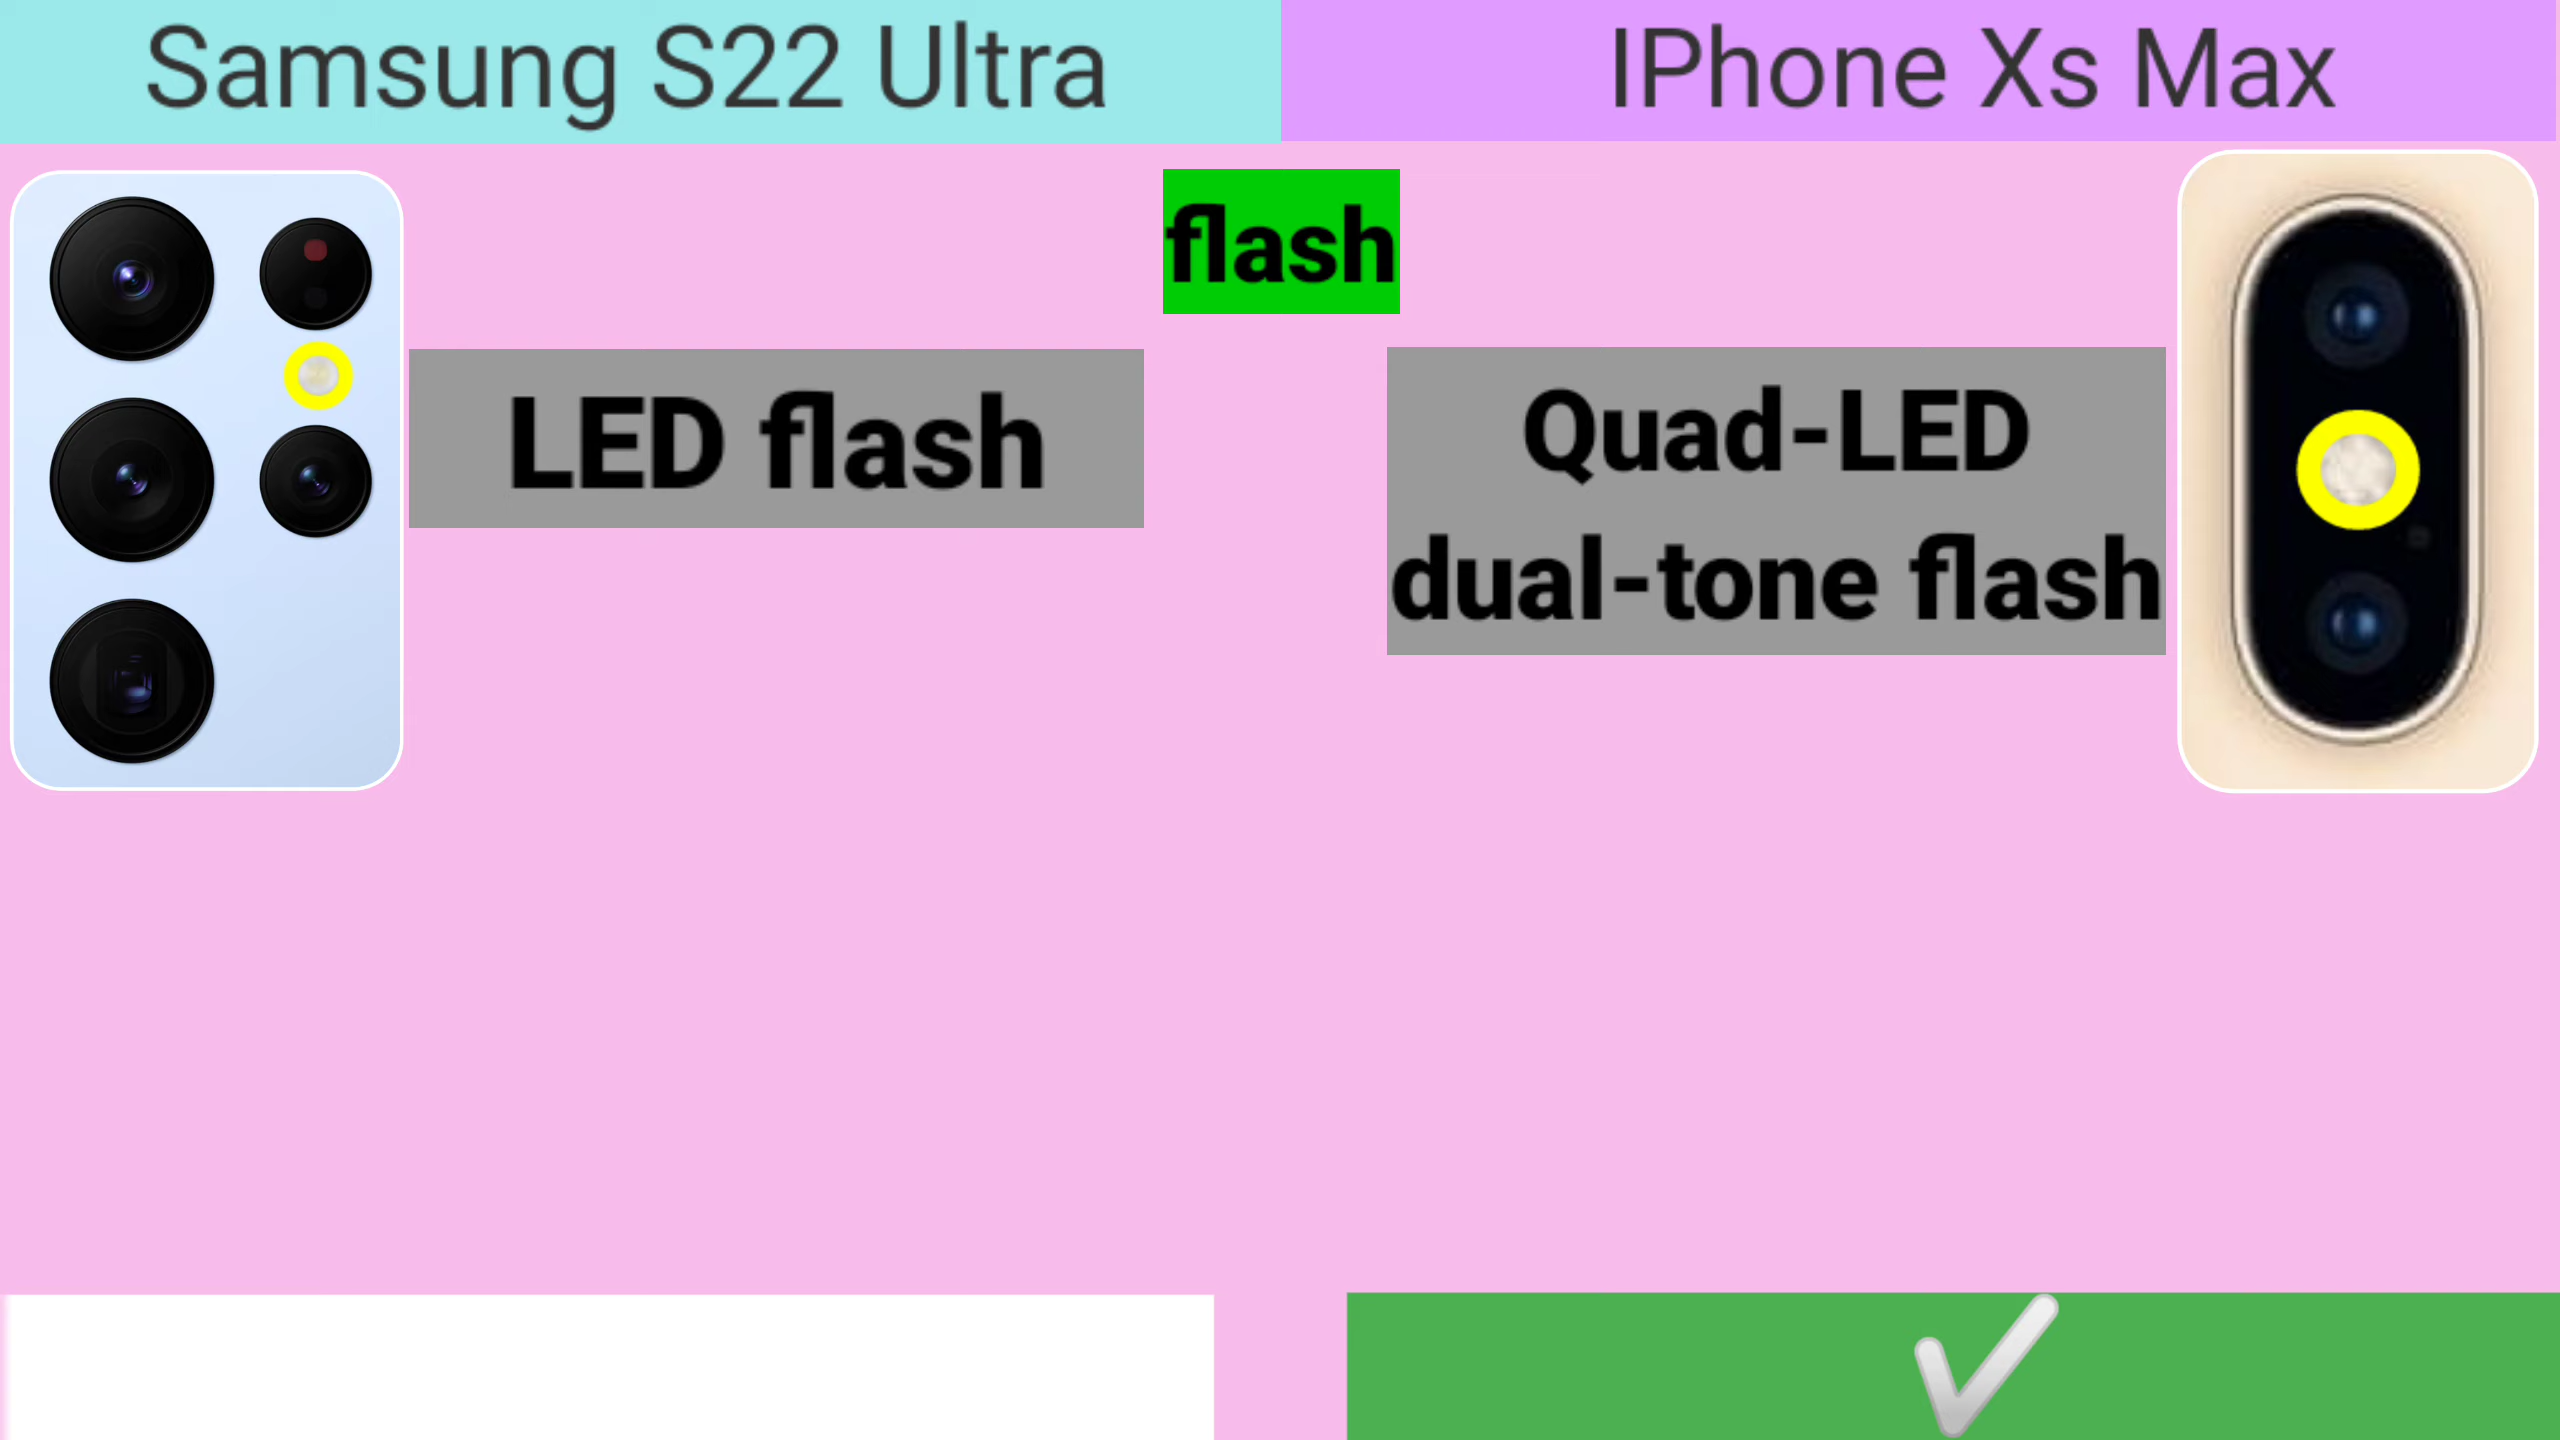 Samsung S22 Ultra
IPhone Xs Max
flash
LED flash
Quad-LED
dual-tone flash